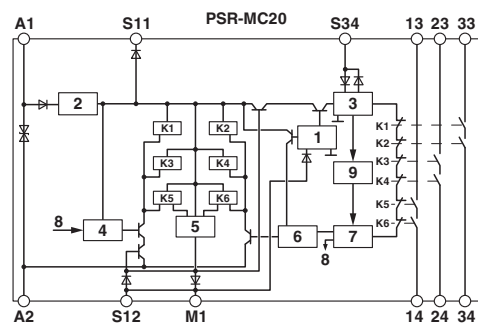 A1 S11 PSR-MC20 S34 13 23 33
2 3
K1 K2 1 K1
K2
K3 K4 9 K3
K4
K5 K6 K5
8 4 5 6 7 K6
8
A2 S12 M1 14 24 34